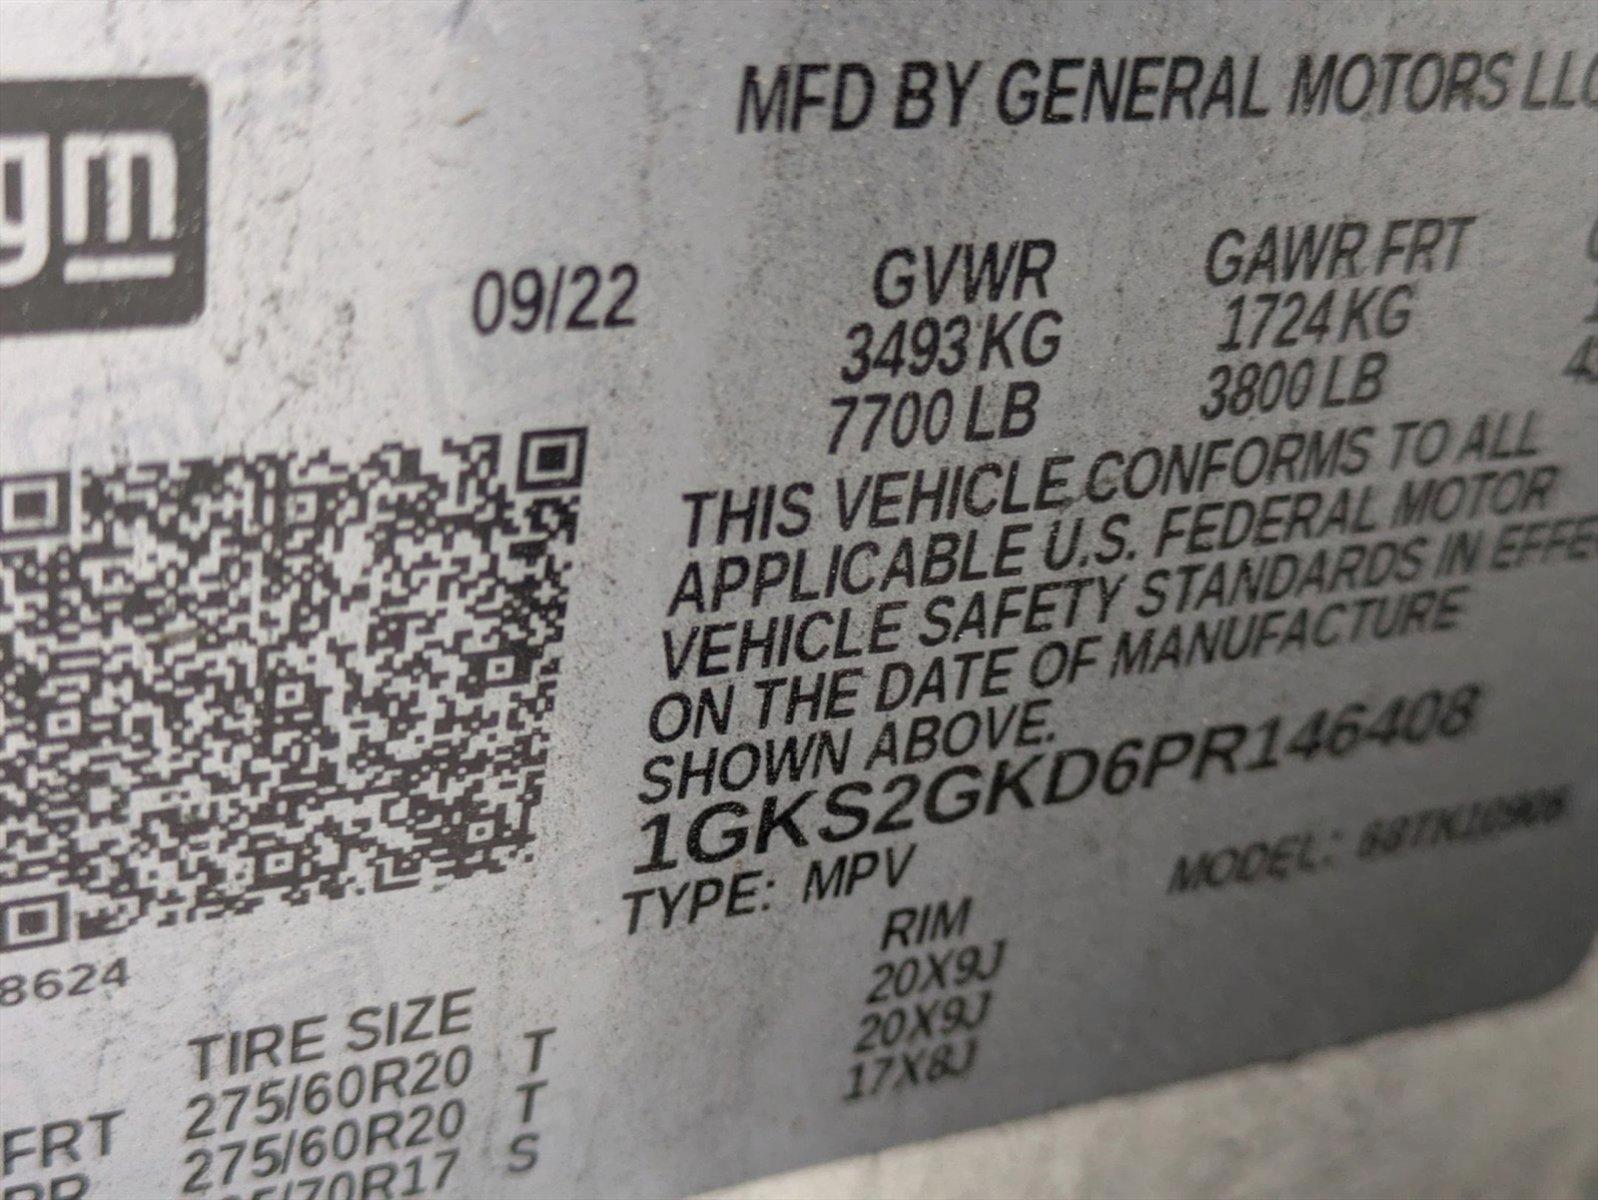 gm
MFD BY GENERAL MOTORS LLC
09/22
GVWR GAWR FRT
3493 KG 1724 KG
7700 LB 3800 LB
THIS VEHICLE CONFORMS TO ALL
APPLICABLE U.S. FEDERAL MOTOR
VEHICLE SAFETY STANDARDS IN EFFE
ON THE DATE OF MANUFACTURE
SHOWN ABOVE.
1GKS2GKD6PR146408
TYPE: MPV MODEL:
8624
TIRE SIZE RIM
FRT 275/60R20 T 20X9J
275/60R20 T 20X9J
S 17X8J